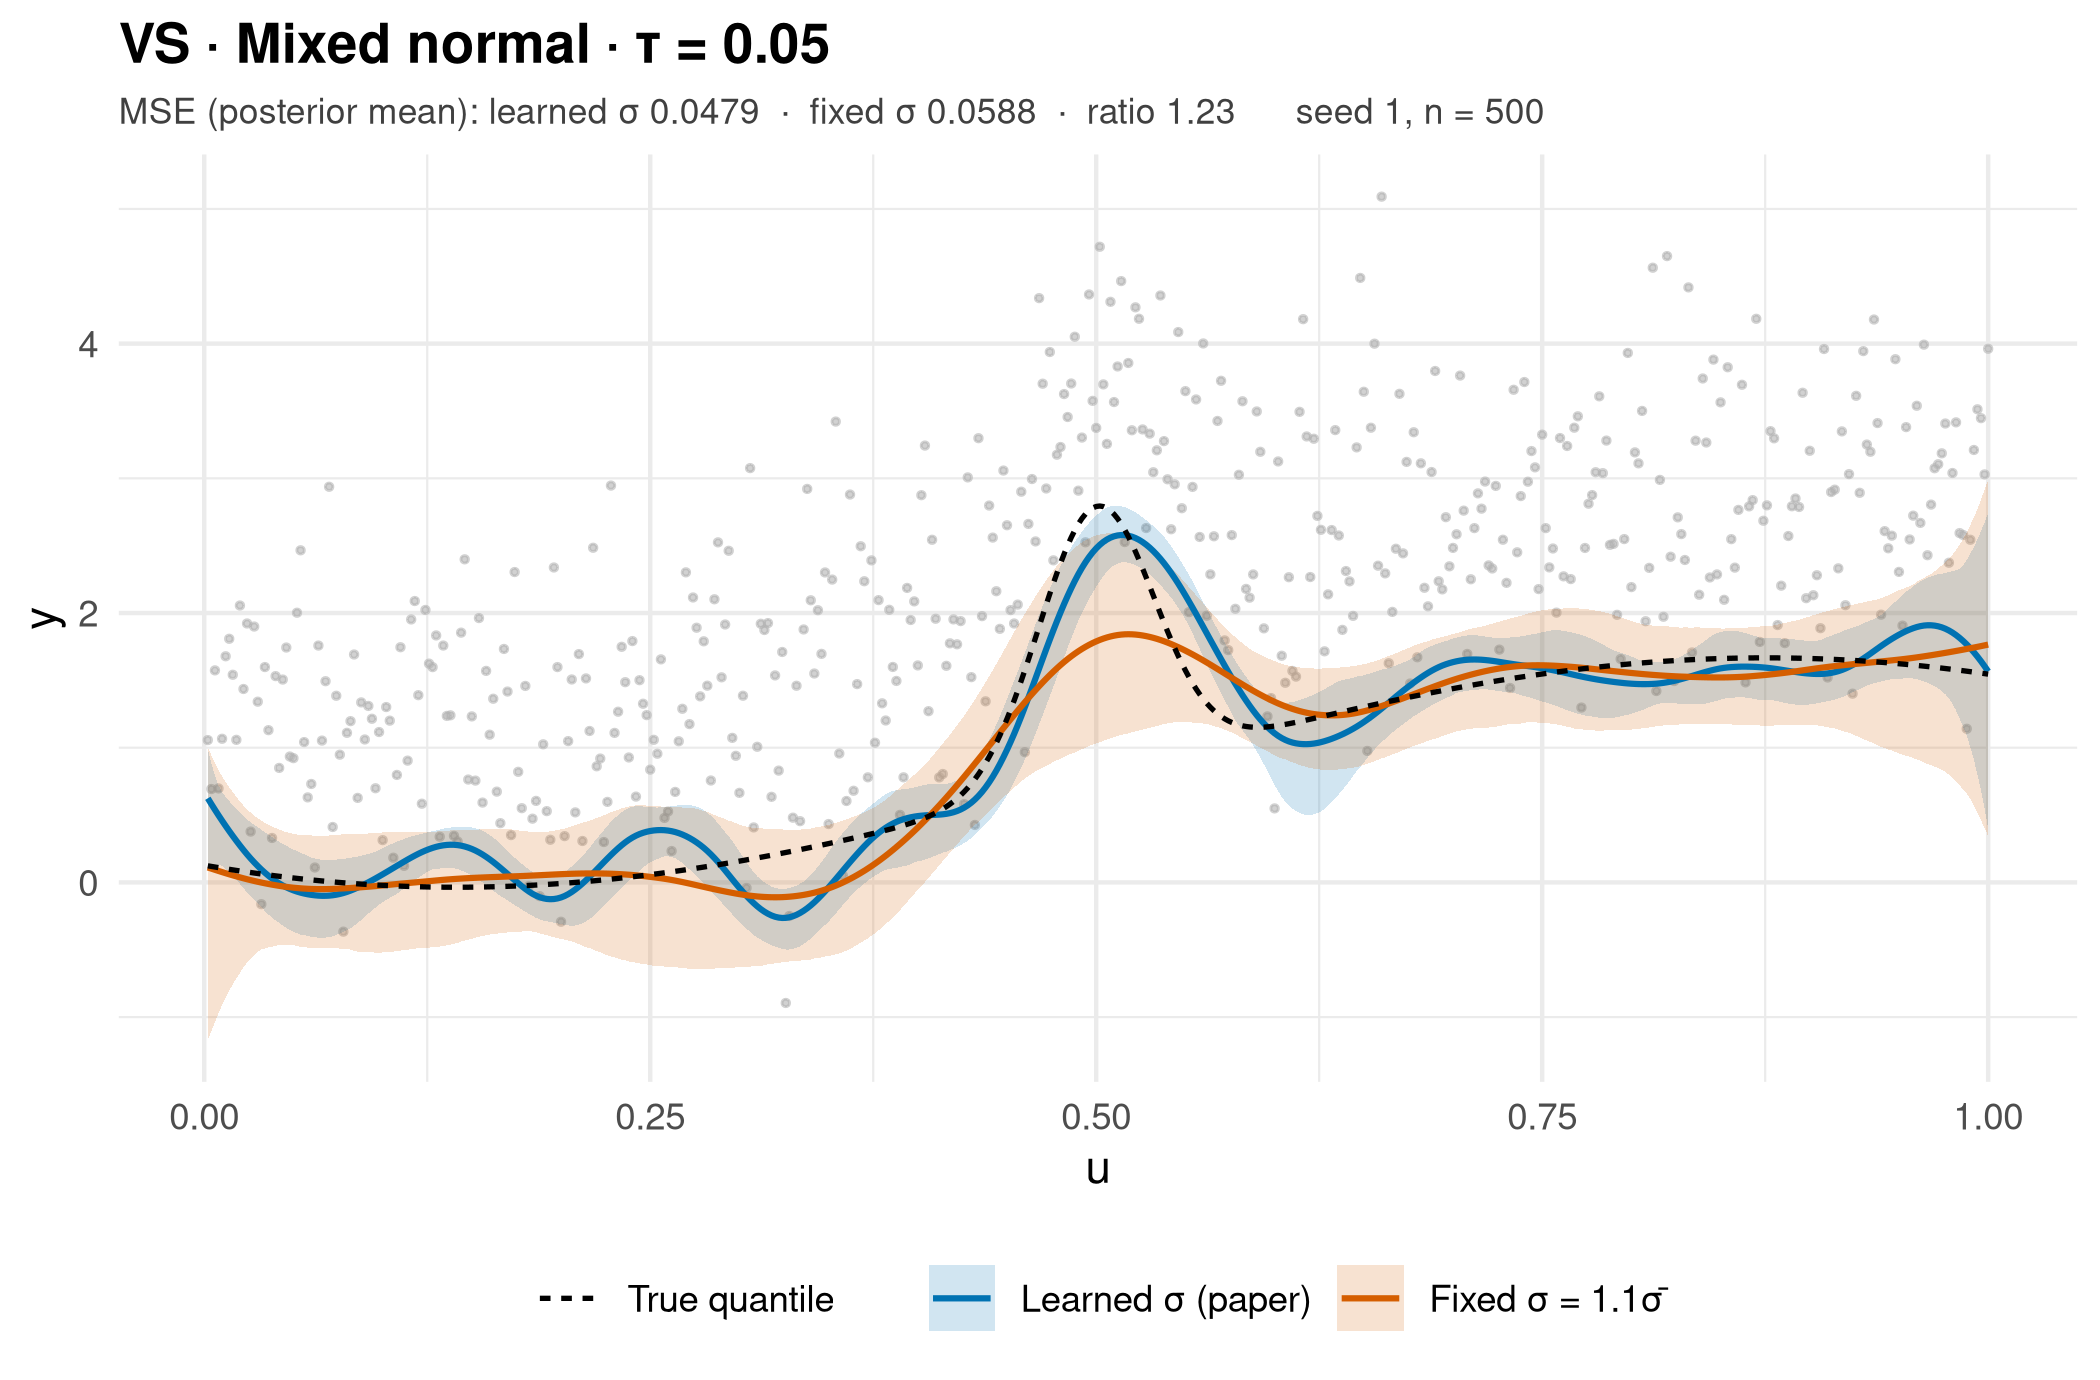 VS · Mixed normal · τ = 0.05
MSE (posterior mean): learned σ 0.0479 · fixed σ 0.0588 · ratio 1.23 seed 1, n = 500
y
4
2
0
0.00 0.25 0.50 0.75 1.00
u
True quantile Learned σ (paper) Fixed σ = 1.1σ̄